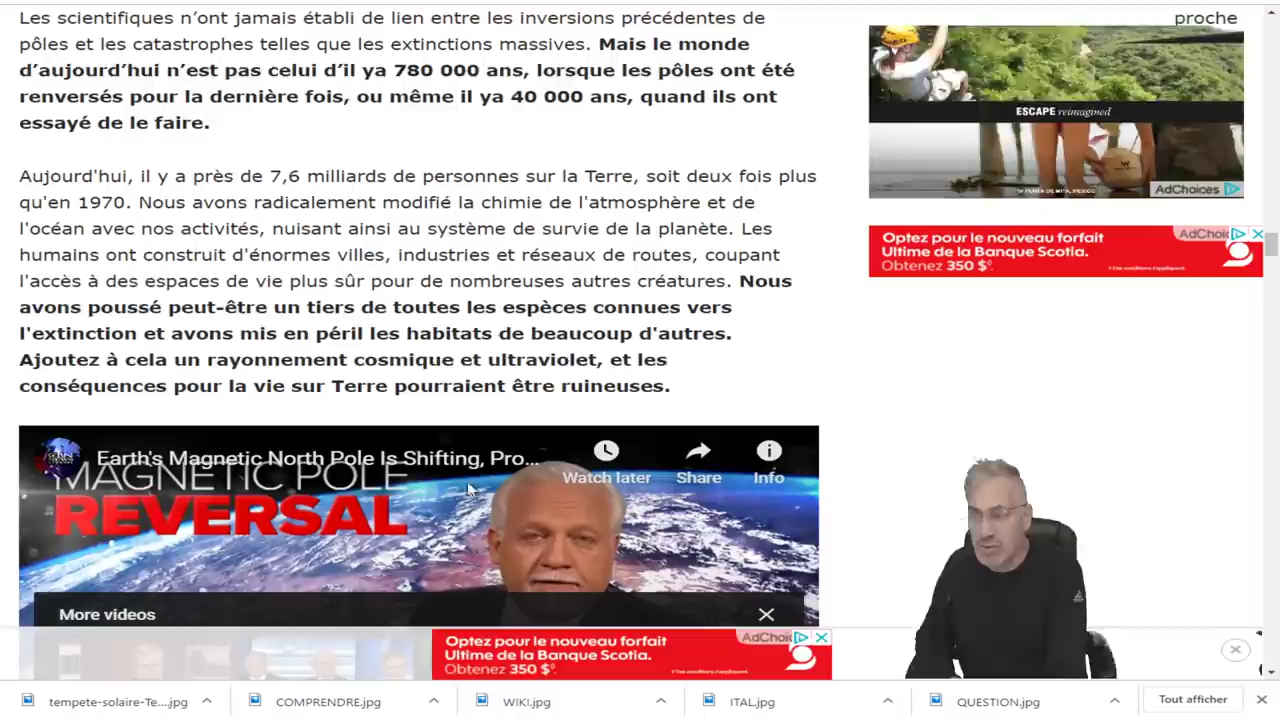 Les scientifiques n’ont jamais établi de lien entre les inversions précédentes de
pôles et les catastrophes telles que les extinctions massives. Mais le monde
d’aujourd’hui n’est pas celui d’il ya 780 000 ans, lorsque les pôles ont été
renversés pour la dernière fois, ou même il ya 40 000 ans, quand ils ont
essayé de le faire.
Aujourd'hui, il y a près de 7,6 milliards de personnes sur la Terre, soit deux fois plus
qu'en 1970. Nous avons radicalement modifié la chimie de l'atmosphère et de
l'océan avec nos activités, nuisant ainsi au système de survie de la planète. Les
humains ont construit d'énormes villes, industries et réseaux de routes, coupant
l'accès à des espaces de vie plus sûr pour de nombreuses autres créatures. Nous
avons poussé peut-être un tiers de toutes les espèces connues vers
l'extinction et avons mis en péril les habitats de beaucoup d'autres.
Ajoutez à cela un rayonnement cosmique et ultraviolet, et les
conséquences pour la vie sur Terre pourraient être ruineuses.
Earth's Magnetic North Pole Is Shifting, Pro...
Watch later Share Info
MAGNETIC POLE
REVERSAL
More videos
proche
ESCAPE reimagined
W PUNTA DE MITA, MEXICO
AdChoices
AdChoi
Optez pour le nouveau forfait
Ultime de la Banque Scotia.
Obtenez 350 $◊.
AdChoi
Optez pour le nouveau forfait
Ultime de la Banque Scotia.
Obtenez 350 $◊.
tempete-solaire-Te....jpg
COMPRENDRE.jpg
WIKI.jpg
ITAL.jpg
QUESTION.jpg
Tout afficher